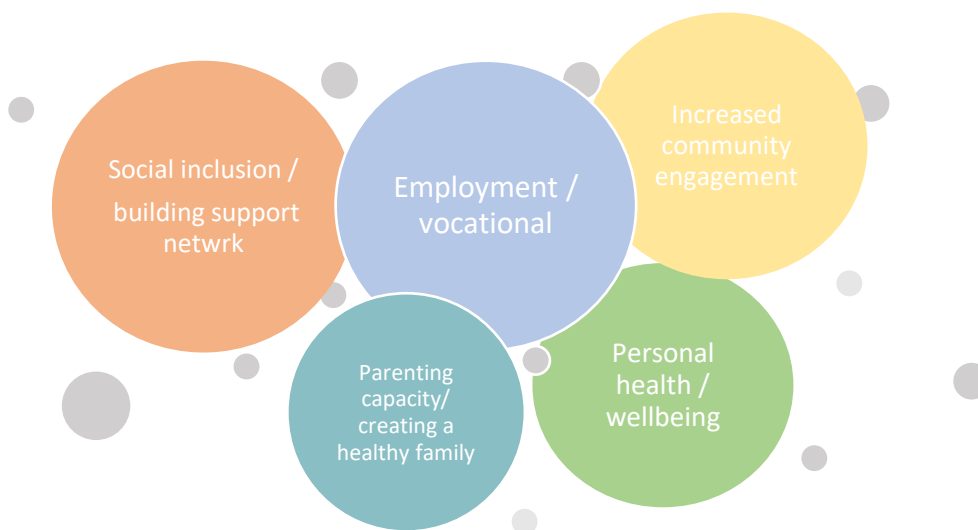 Social inclusion /
building support
netwrk
Employment /
vocational
Increased
community
engagement
Parenting
capacity/
creating a
healthy family
Personal
health /
wellbeing